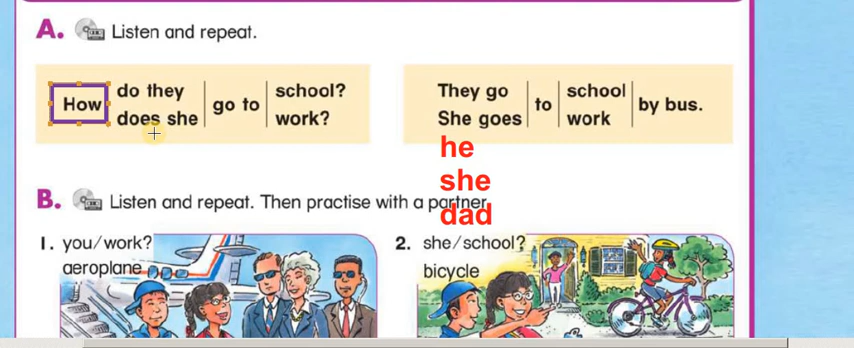 A. Listen and repeat.
How do they go to school?
does she work?
They go to school by bus.
She goes work
he
she
dad
B. Listen and repeat. Then practise with a partner.
1. you/work?
aeroplane
2. she/school?
bicycle